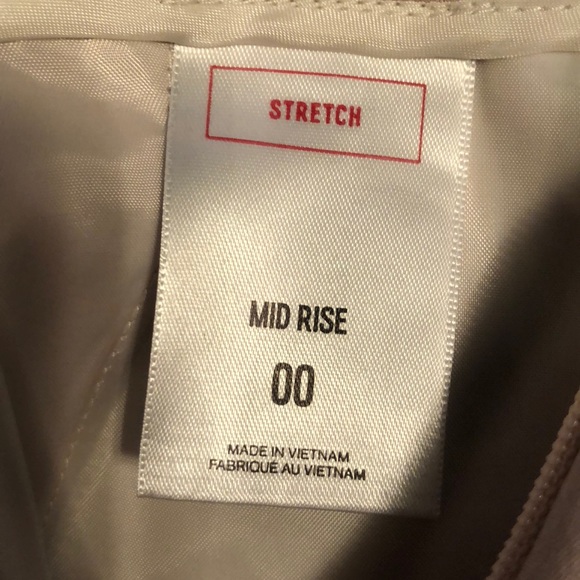 STRETCH
MID RISE
00
MADE IN VIETNAM
FABRIQUÉ AU VIETNAM